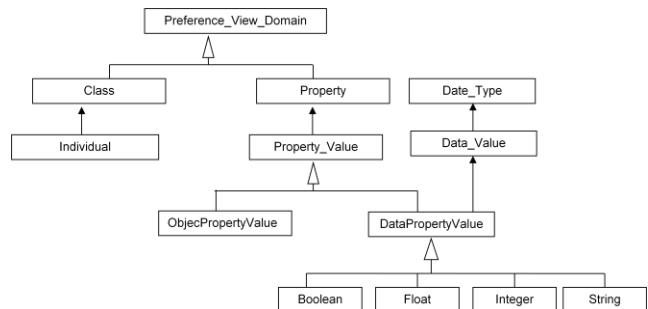 Preference_View_Domain
Class
Property
Date_Type
Individual
Property_Value
Data_Value
ObjecPropertyValue
DataPropertyValue
Boolean
Float
Integer
String